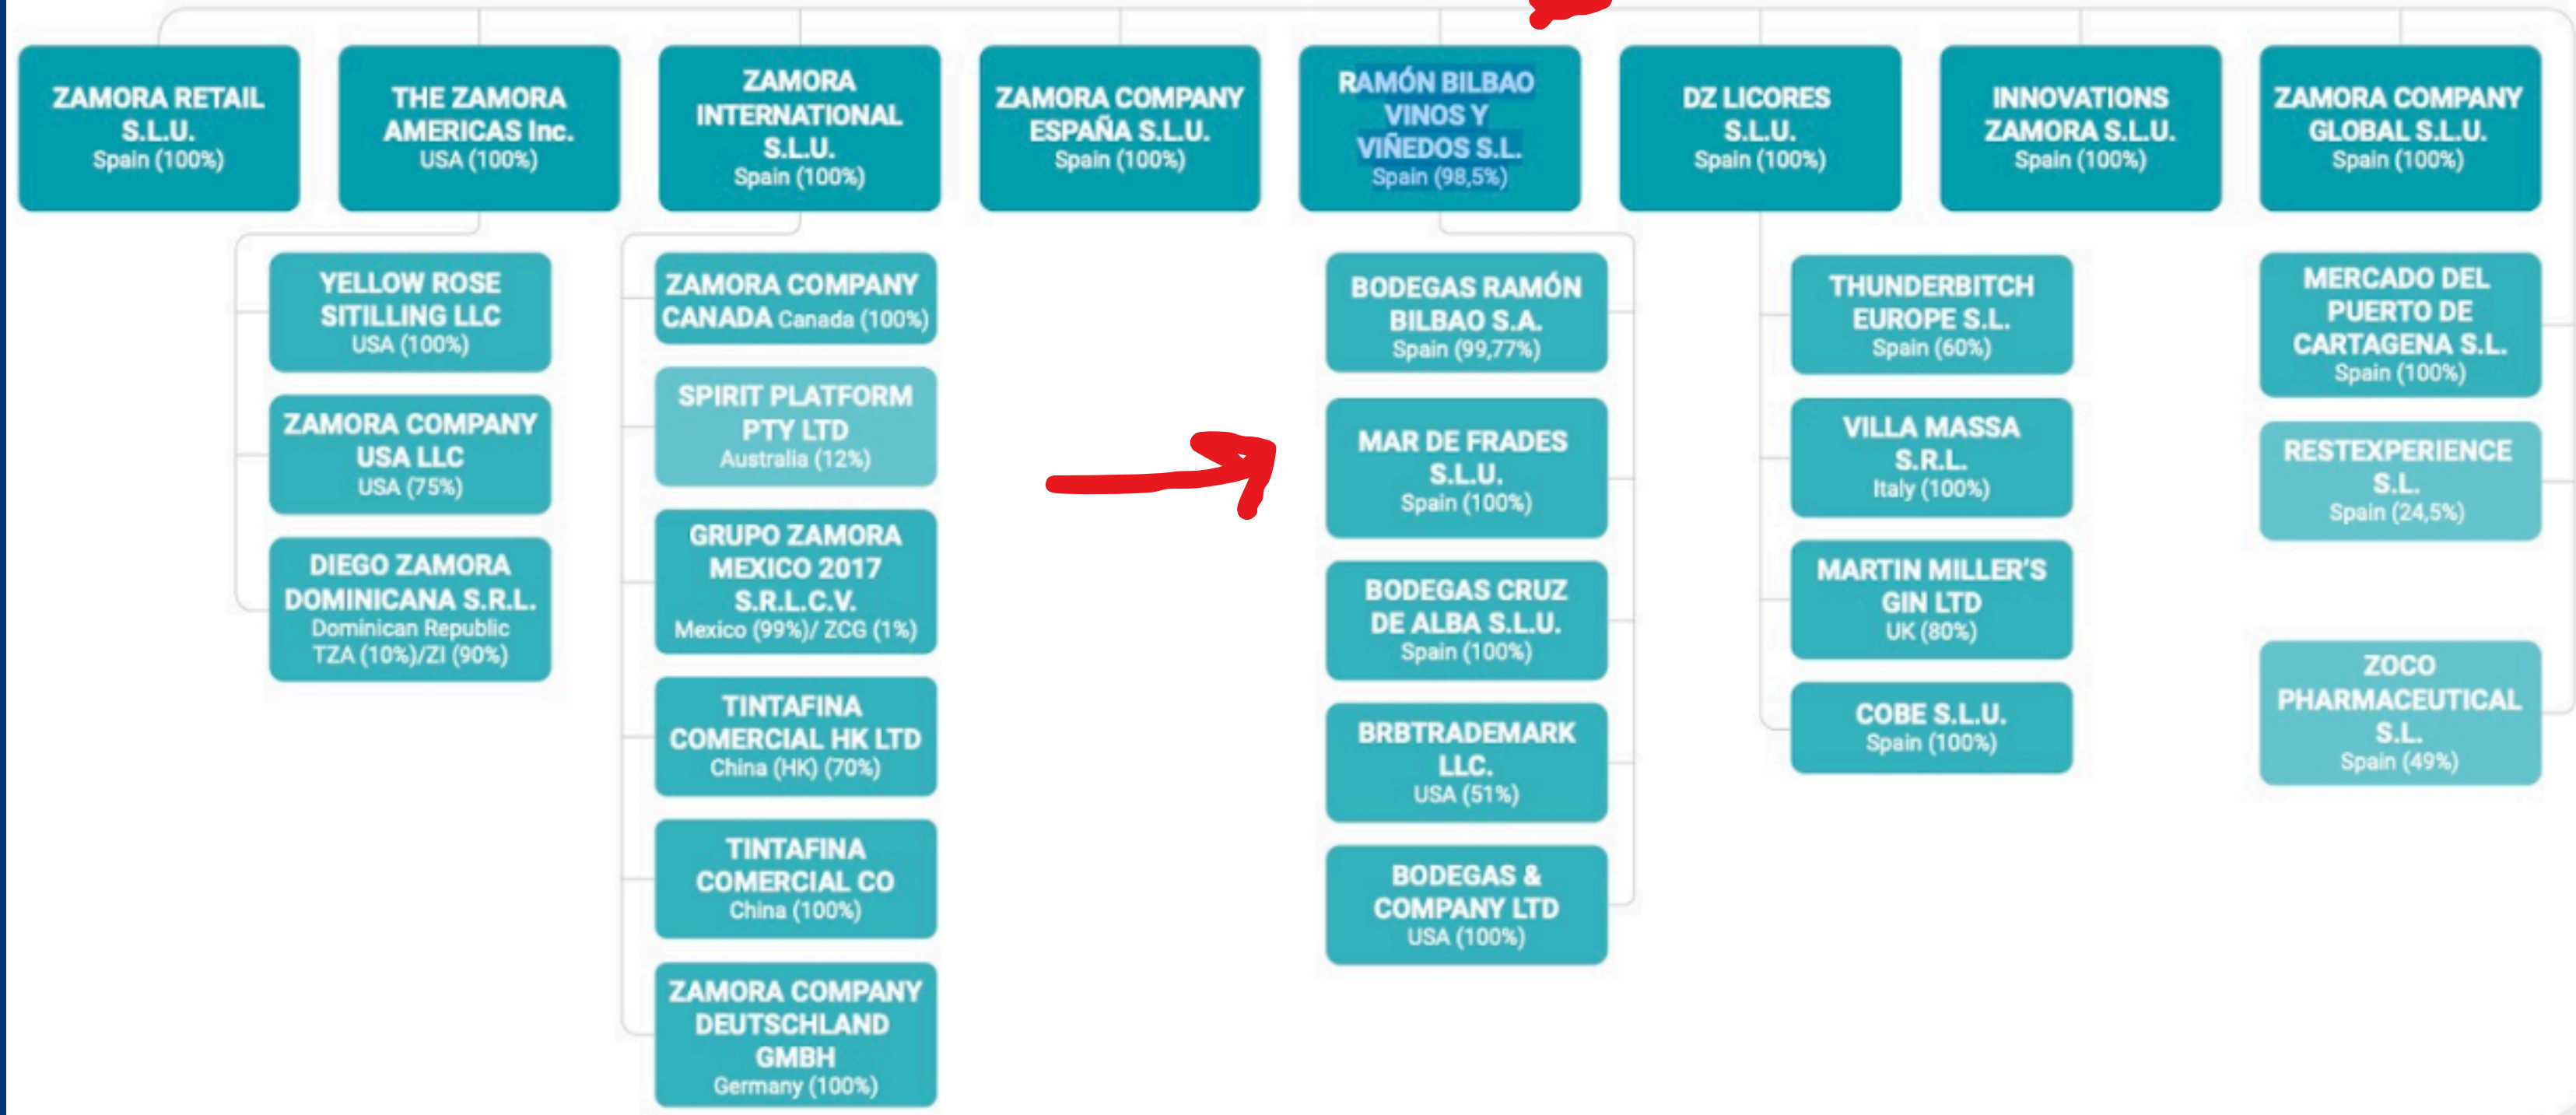 ZAMORA RETAIL
S.L.U.
Spain (100%)
THE ZAMORA
AMERICAS Inc.
USA (100%)
ZAMORA
INTERNATIONAL
S.L.U.
Spain (100%)
ZAMORA COMPANY
ESPAÑA S.L.U.
Spain (100%)
RAMÓN BILBAO
VINOS Y
VIÑEDOS S.L.
Spain (98,5%)
DZ LICORES
S.L.U.
Spain (100%)
INNOVATIONS
ZAMORA S.L.U.
Spain (100%)
ZAMORA COMPANY
GLOBAL S.L.U.
Spain (100%)
YELLOW ROSE
SITILLING LLC
USA (100%)
ZAMORA COMPANY
USA LLC
USA (75%)
DIEGO ZAMORA
DOMINICANA S.R.L.
Dominican Republic
TZA (10%)/ZI (90%)
ZAMORA COMPANY
CANADA Canada (100%)
SPIRIT PLATFORM
PTY LTD
Australia (12%)
GRUPO ZAMORA
MEXICO 2017
S.R.L.C.V.
Mexico (99%)/ ZCG (1%)
TINTAFINA
COMERCIAL HK LTD
China (HK) (70%)
TINTAFINA
COMERCIAL CO
China (100%)
ZAMORA COMPANY
DEUTSCHLAND
GMBH
Germany (100%)
BODEGAS RAMÓN
BILBAO S.A.
Spain (99,77%)
MAR DE FRADES
S.L.U.
Spain (100%)
BODEGAS CRUZ
DE ALBA S.L.U.
Spain (100%)
BRBTRADEMARK
LLC.
USA (51%)
BODEGAS &
COMPANY LTD
USA (100%)
THUNDERBITCH
EUROPE S.L.
Spain (60%)
VILLA MASSA
S.R.L.
Italy (100%)
MARTIN MILLER'S
GIN LTD
UK (80%)
COBE S.L.U.
Spain (100%)
MERCADO DEL
PUERTO DE
CARTAGENA S.L.
Spain (100%)
RESTEXPERIENCE
S.L.
Spain (24,5%)
ZOCO
PHARMACEUTICAL
S.L.
Spain (49%)